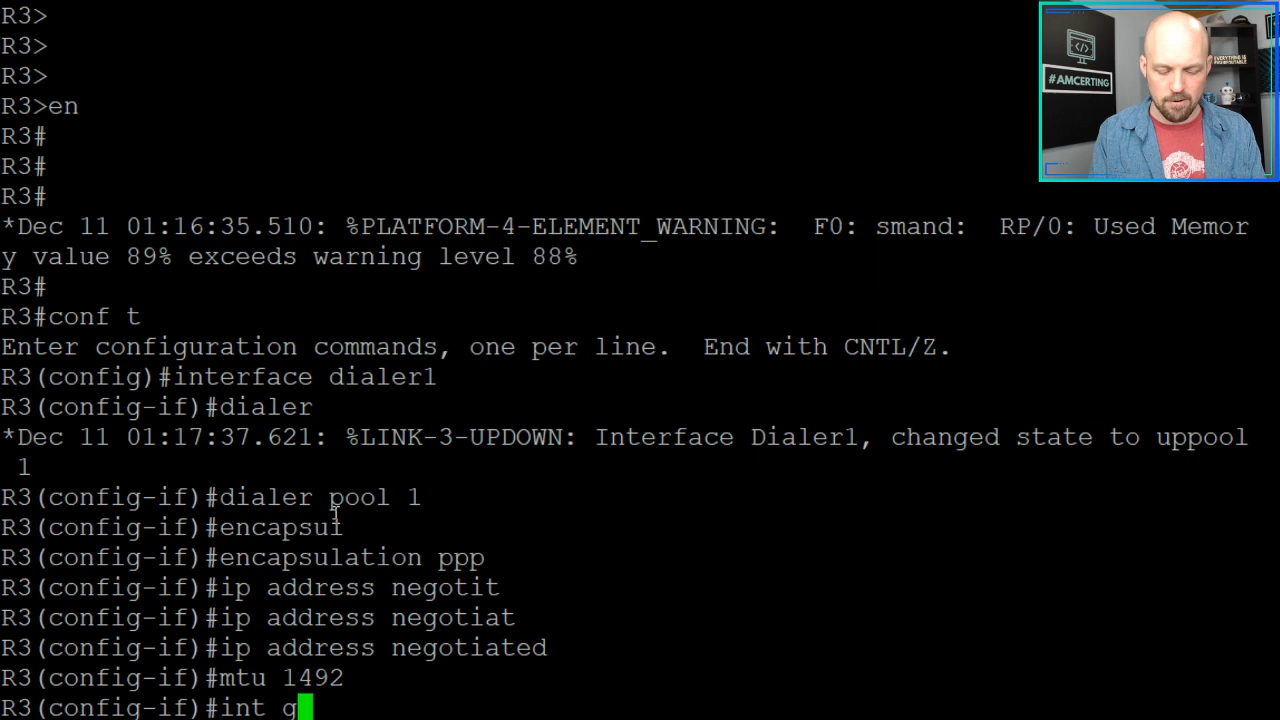 R3>
R3>
R3>
R3>en
R3#
R3#
R3#
*Dec 11 01:16:35.510: %PLATFORM-4-ELEMENT_WARNING:  F0: smand:  RP/0: Used Memor
y value 89% exceeds warning level 88%
R3#
R3#conf t
Enter configuration commands, one per line.  End with CNTL/Z.
R3(config)#interface dialer1
R3(config-if)#dialer
*Dec 11 01:17:37.621: %LINK-3-UPDOWN: Interface Dialer1, changed state to uppool
 1
R3(config-if)#dialer pool 1
R3(config-if)#encapsul
R3(config-if)#encapsulation ppp
R3(config-if)#ip address negotit
R3(config-if)#ip address negotiat
R3(config-if)#ip address negotiated
R3(config-if)#mtu 1492
R3(config-if)#int g
</>
#AMCERTING